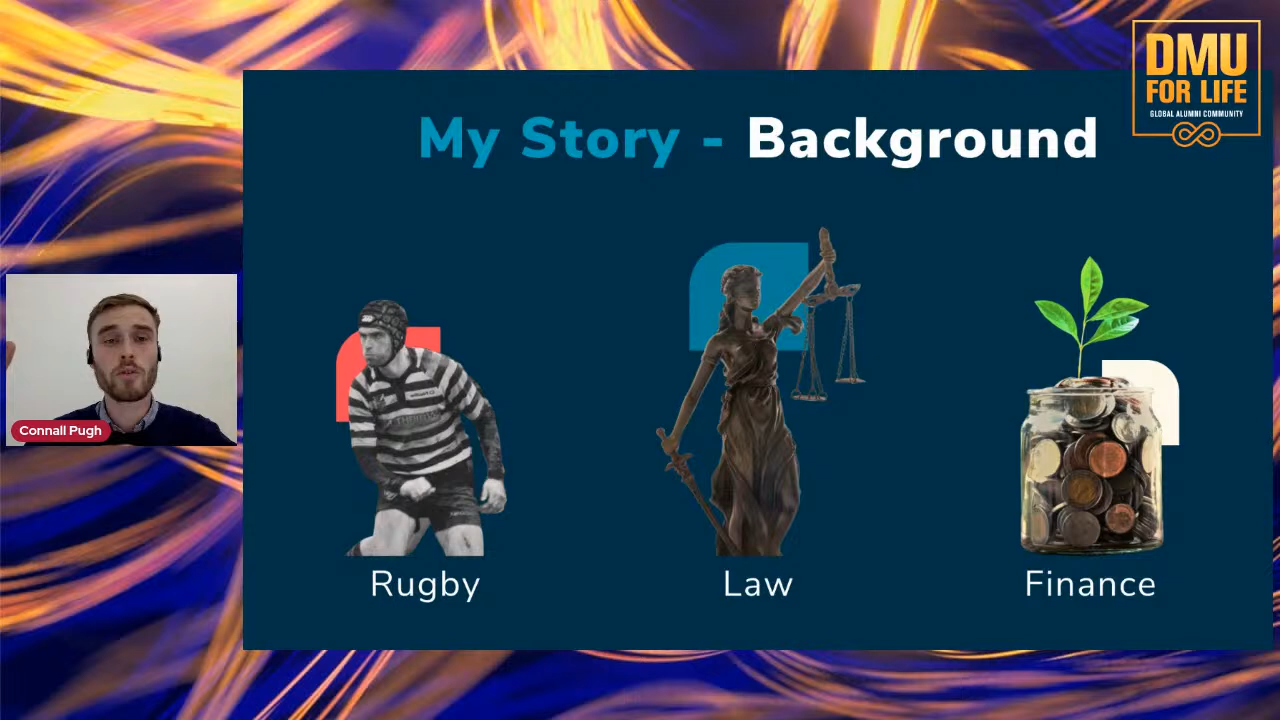 DMU
FOR LIFE
GLOBAL ALUMNI COMMUNITY
My Story - Background
Connall Pugh
Rugby
Law
Finance